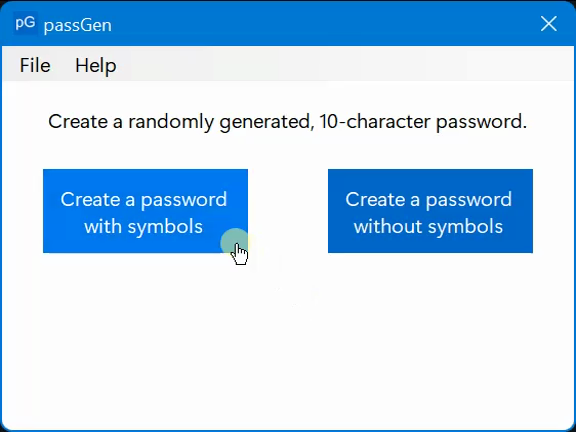 pG passGen
File Help
Create a randomly generated, 10-character password.
Create a password
with symbols
Create a password
without symbols